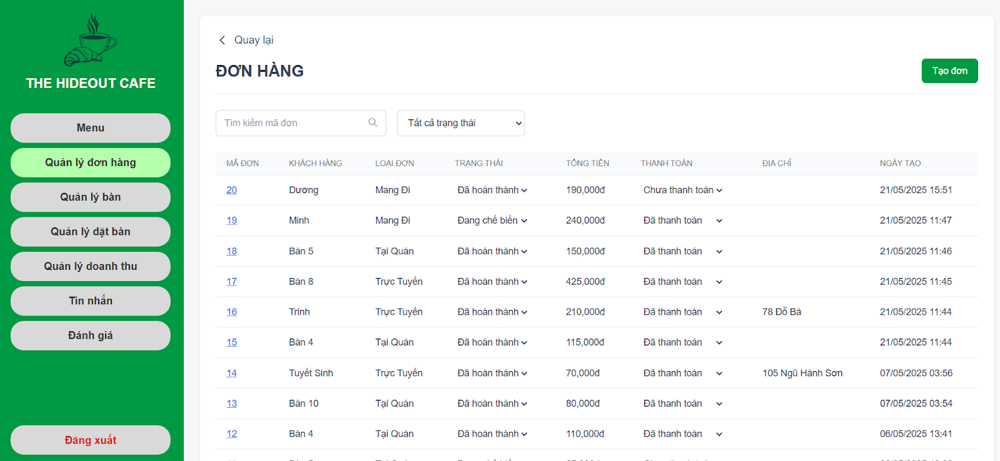 THE HIDEOUT CAFE
Menu
Quản lý đơn hàng
Quản lý bàn
Quản lý đặt bàn
Quản lý doanh thu
Tin nhắn
Đánh giá
Đăng xuất
Quay lại
ĐƠN HÀNG
Tạo đơn
Tìm kiếm mã đơn
Tất cả trạng thái
MÃ ĐƠN KHÁCH HÀNG LOẠI ĐƠN TRẠNG THÁI TỔNG TIỀN THANH TOÁN ĐỊA CHỈ NGÀY TẠO
20 Dương Mang Đi Đã hoàn thành 190,000đ Chưa thanh toán 21/05/2025 15:51
19 Minh Mang Đi Đang chế biến 240,000đ Đã thanh toán 21/05/2025 11:47
18 Bàn 5 Tại Quán Đã hoàn thành 150,000đ Đã thanh toán 21/05/2025 11:46
17 Bàn 8 Trực Tuyến Đã hoàn thành 425,000đ Đã thanh toán 21/05/2025 11:45
16 Trinh Trực Tuyến Đã hoàn thành 210,000đ Đã thanh toán 78 Đỗ Bá 21/05/2025 11:44
15 Bàn 4 Tại Quán Đã hoàn thành 115,000đ Đã thanh toán 21/05/2025 11:44
14 Tuyết Sinh Trực Tuyến Đã hoàn thành 70,000đ Đã thanh toán 105 Ngũ Hành Sơn 07/05/2025 03:56
13 Bàn 10 Tại Quán Đã hoàn thành 80,000đ Đã thanh toán 07/05/2025 03:54
12 Bàn 4 Tại Quán Đã hoàn thành 110,000đ Đã thanh toán 06/05/2025 13:41